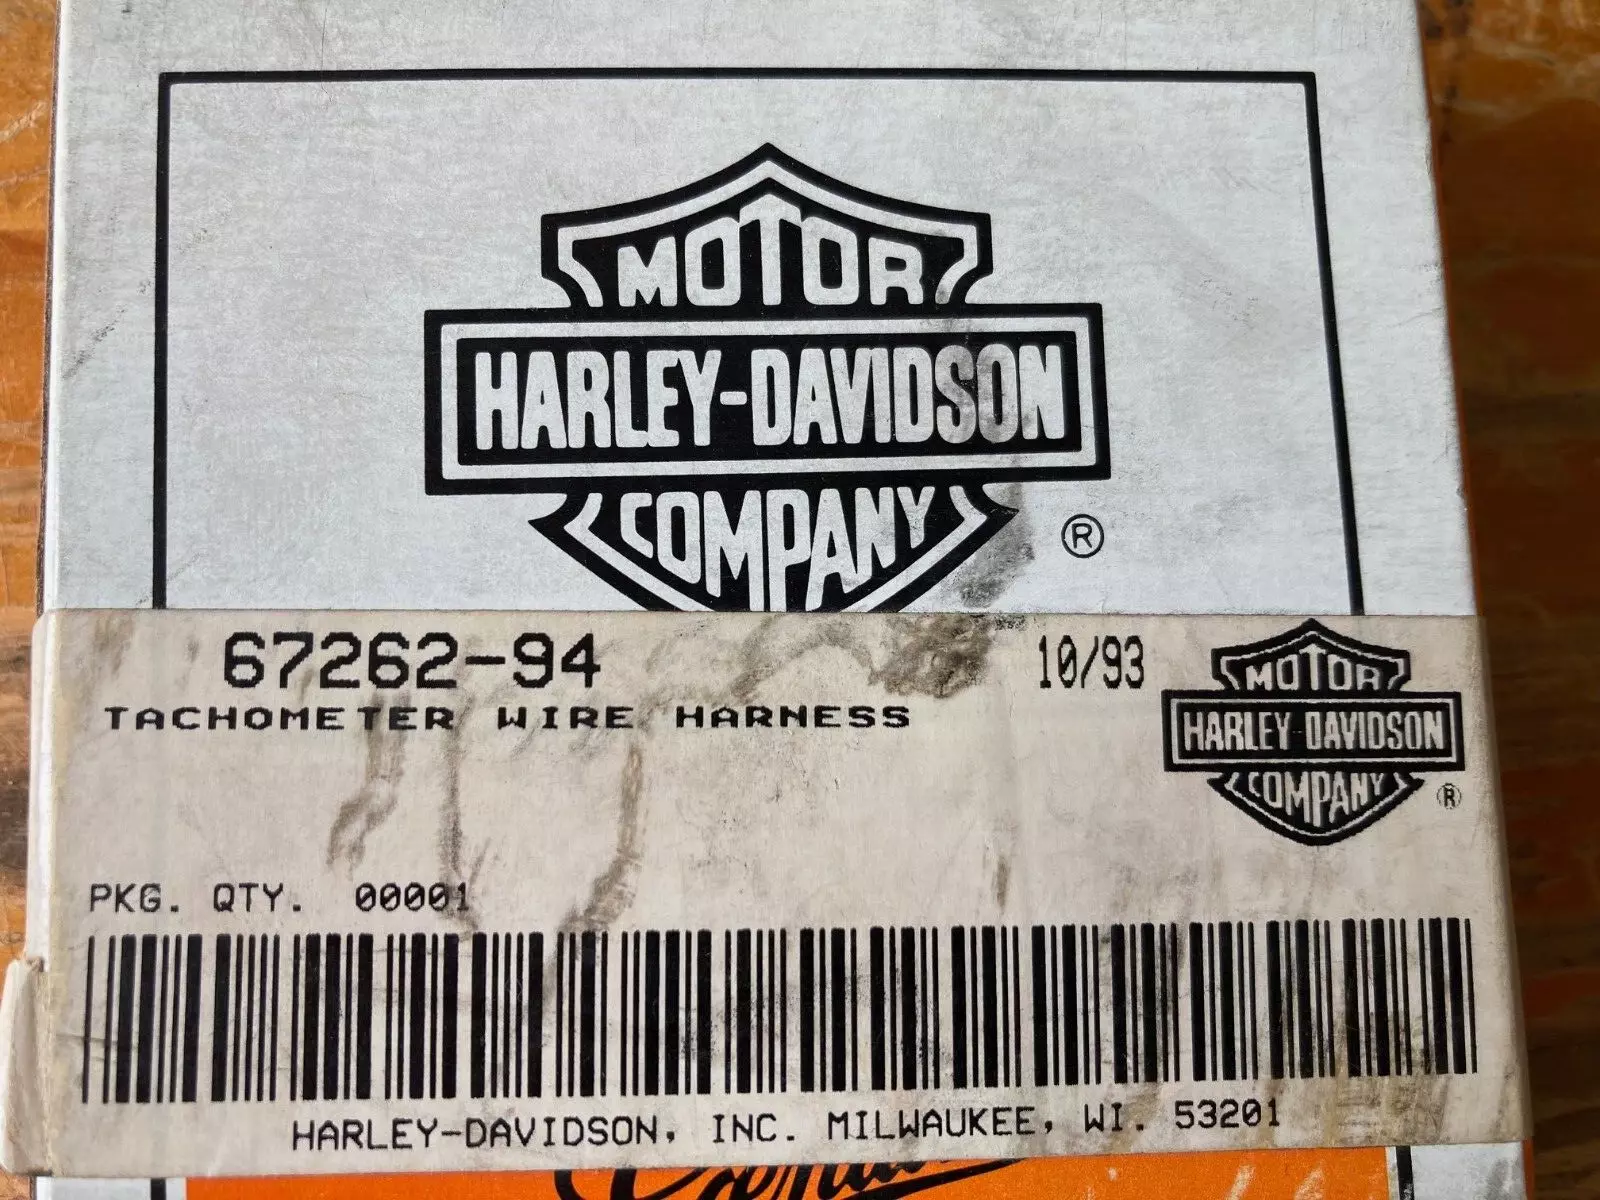 MOTOR
HARLEY-DAVIDSON
COMPANY
®
67262-94
10/93
TACHOMETER WIRE HARNESS
MOTOR
HARLEY DAVIDSON
COMPANY
®
PKG. QTY. 00001
HARLEY-DAVIDSON, INC. MILWAUKEE, WI. 53201